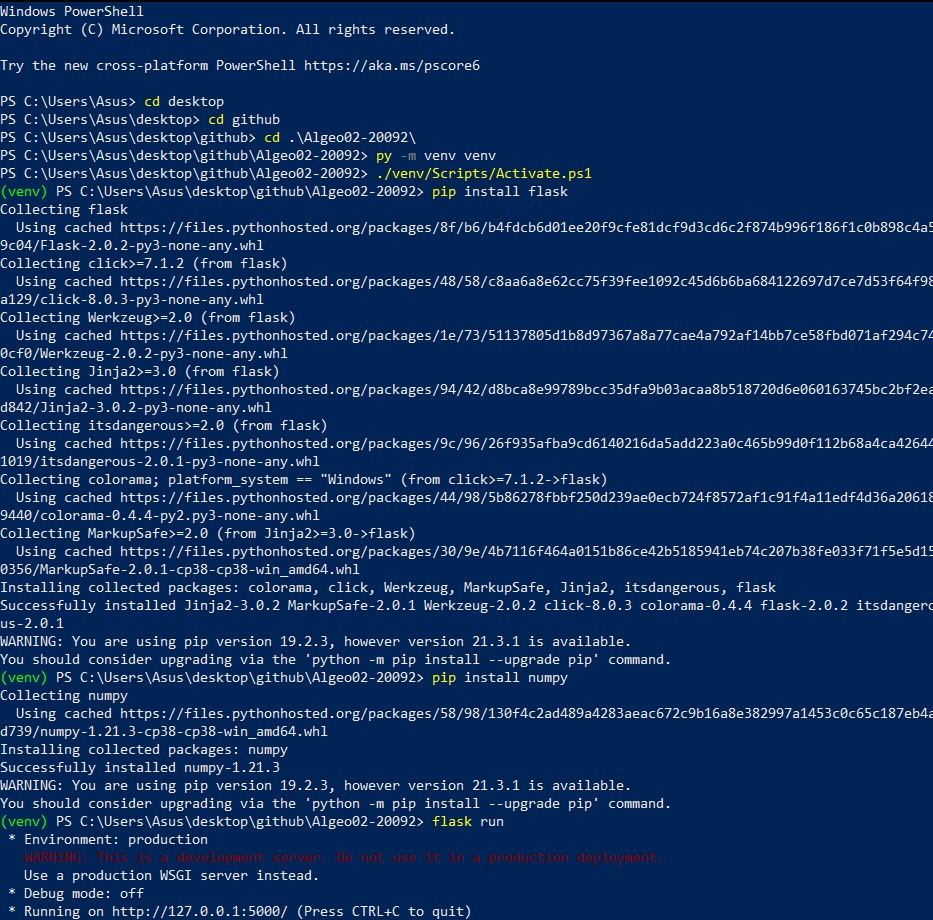 Windows PowerShell
Copyright (C) Microsoft Corporation. All rights reserved.
Try the new cross-platform PowerShell https://aka.ms/pscore6
PS C:\Users\Asus> cd desktop
PS C:\Users\Asus\desktop> cd github
PS C:\Users\Asus\desktop\github> cd .\Algeo02-20092\
PS C:\Users\Asus\desktop\github\Algeo02-20092> py -m venv venv
PS C:\Users\Asus\desktop\github\Algeo02-20092> ./venv/Scripts/Activate.ps1
(venv) PS C:\Users\Asus\desktop\github\Algeo02-20092> pip install flask
Collecting flask
  Using cached https://files.pythonhosted.org/packages/8f/b6/b4fdcb6d01ee20f9cfe81dcf9d3cd6c2f874b996f186f1c0b898c4a5
9c04/Flask-2.0.2-py3-none-any.whl
Collecting click>=7.1.2 (from flask)
  Using cached https://files.pythonhosted.org/packages/48/58/c8aa6a8e62cc75f39fee1092c45d6b6ba684122697d7ce7d53f64f98
a129/click-8.0.3-py3-none-any.whl
Collecting Werkzeug>=2.0 (from flask)
  Using cached https://files.pythonhosted.org/packages/1e/73/51137805d1b8d97367a8a77cae4a792af14bb7ce58fbd071af294c74
0cf0/Werkzeug-2.0.2-py3-none-any.whl
Collecting Jinja2>=3.0 (from flask)
  Using cached https://files.pythonhosted.org/packages/94/42/d8bca8e99789bcc35dfa9b03acaa8b518720d6e060163745bc2bf2ea
d842/Jinja2-3.0.2-py3-none-any.whl
Collecting itsdangerous>=2.0 (from flask)
  Using cached https://files.pythonhosted.org/packages/9c/96/26f935afba9cd6140216da5add223a0c465b99d0f112b68a4ca42644
1019/itsdangerous-2.0.1-py3-none-any.whl
Collecting colorama; platform_system == "Windows" (from click>=7.1.2->flask)
  Using cached https://files.pythonhosted.org/packages/44/98/5b86278fbbf250d239ae0ecb724f8572af1c91f4a11edf4d36a20618
9440/colorama-0.4.4-py2.py3-none-any.whl
Collecting MarkupSafe>=2.0 (from Jinja2>=3.0->flask)
  Using cached https://files.pythonhosted.org/packages/30/9e/4b7116f464a0151b86ce42b5185941eb74c207b38fe033f71f5e5d15
0356/MarkupSafe-2.0.1-cp38-cp38-win_amd64.whl
Installing collected packages: colorama, click, Werkzeug, MarkupSafe, Jinja2, itsdangerous, flask
Successfully installed Jinja2-3.0.2 MarkupSafe-2.0.1 Werkzeug-2.0.2 click-8.0.3 colorama-0.4.4 flask-2.0.2 itsdangero
us-2.0.1
WARNING: You are using pip version 19.2.3, however version 21.3.1 is available.
You should consider upgrading via the 'python -m pip install --upgrade pip' command.
(venv) PS C:\Users\Asus\desktop\github\Algeo02-20092> pip install numpy
Collecting numpy
  Using cached https://files.pythonhosted.org/packages/58/98/130f4c2ad489a4283aeac672c9b16a8e382997a1453c0c65c187eb4a
d739/numpy-1.21.3-cp38-cp38-win_amd64.whl
Installing collected packages: numpy
Successfully installed numpy-1.21.3
WARNING: You are using pip version 19.2.3, however version 21.3.1 is available.
You should consider upgrading via the 'python -m pip install --upgrade pip' command.
(venv) PS C:\Users\Asus\desktop\github\Algeo02-20092> flask run
 * Environment: production
   WARNING: This is a development server. Do not use it in a production deployment.
   Use a production WSGI server instead.
 * Debug mode: off
 * Running on http://127.0.0.1:5000/ (Press CTRL+C to quit)